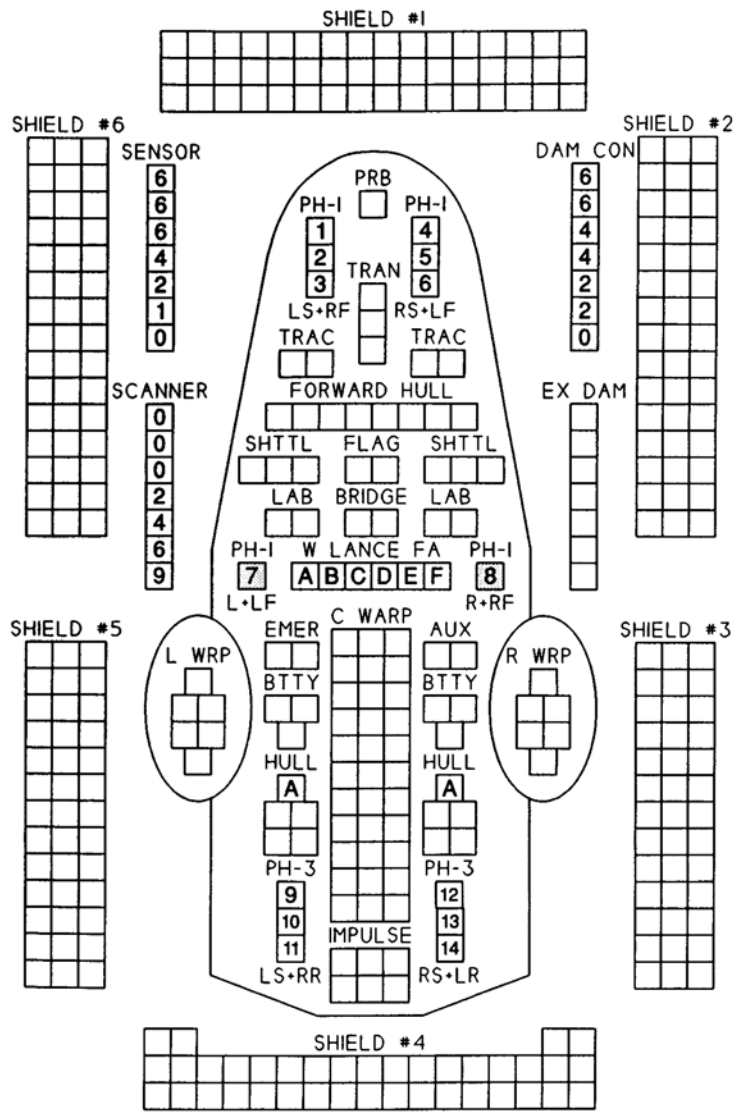 SHIELD #1
SHIELD #6
SHIELD #2
SENSOR
6
6
6
4
2
1
0
DAM CON
6
6
4
4
2
2
0
PRB
PH-1
1
2
3
LS+RF
PH-1
4
5
6
RS+LF
TRAN
TRAC
TRAC
FORWARD HULL
SCANNER
0
0
0
2
4
6
9
EX DAM
SHTTL
FLAG
SHTTL
LAB
BRIDGE
LAB
PH-1
7
L+LF
W LANCE FA
A B C D E F
PH-1
8
R+RF
SHIELD #5
SHIELD #3
L WRP
R WRP
EMER
C WARP
AUX
BTTY
BTTY
HULL
A
HULL
A
PH-3
9
10
11
LS+RR
PH-3
12
13
14
RS+LR
IMPULSE
SHIELD #4